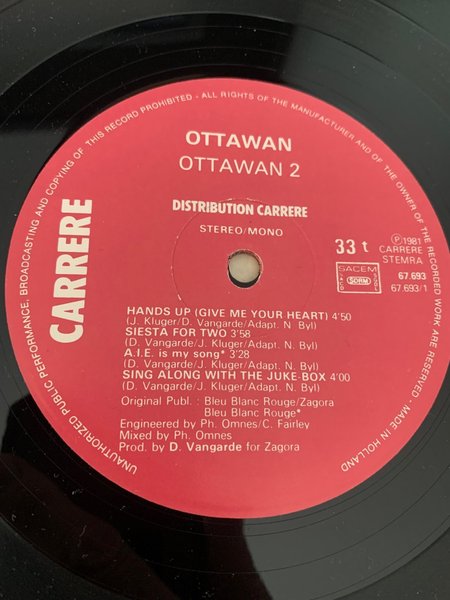 UNAUTHORIZED PUBLIC PERFORMANCE, BROADCASTING AND COPYING OF THIS RECORD PROHIBITED - ALL RIGHTS OF THE MANUFACTURER AND OF THE OWNER OF THE RECORDED WORK ARE RESERVED - MADE IN HOLLAND
OTTAWAN
OTTAWAN 2
CARRERE
DISTRIBUTION CARRERE
STEREO/MONO
33 t
Ⓟ 1981
CARRERE
STEMRA
SACEM
SACD
SDRM
SGDL
67.693
67.693/1
HANDS UP (GIVE ME YOUR HEART) 4'50
(J. Kluger/D. Vangarde/Adapt. N. Byl)
SIESTA FOR TWO 3'58
(D. Vangarde/J. Kluger/Adapt. N. Byl)
A.I.E. is my song* 3'28
(D. Vangarde/J. Kluger/Adapt. N. Byl)
SING ALONG WITH THE JUKE-BOX 4'00
(D. Vangarde/J. Kluger/Adapt. N. Byl)
Original Publ. : Bleu Blanc Rouge/Zagora
Bleu Blanc Rouge*
Engineered by Ph. Omnes/C. Fairley
Mixed by Ph. Omnes
Prod. by D. Vangarde for Zagora